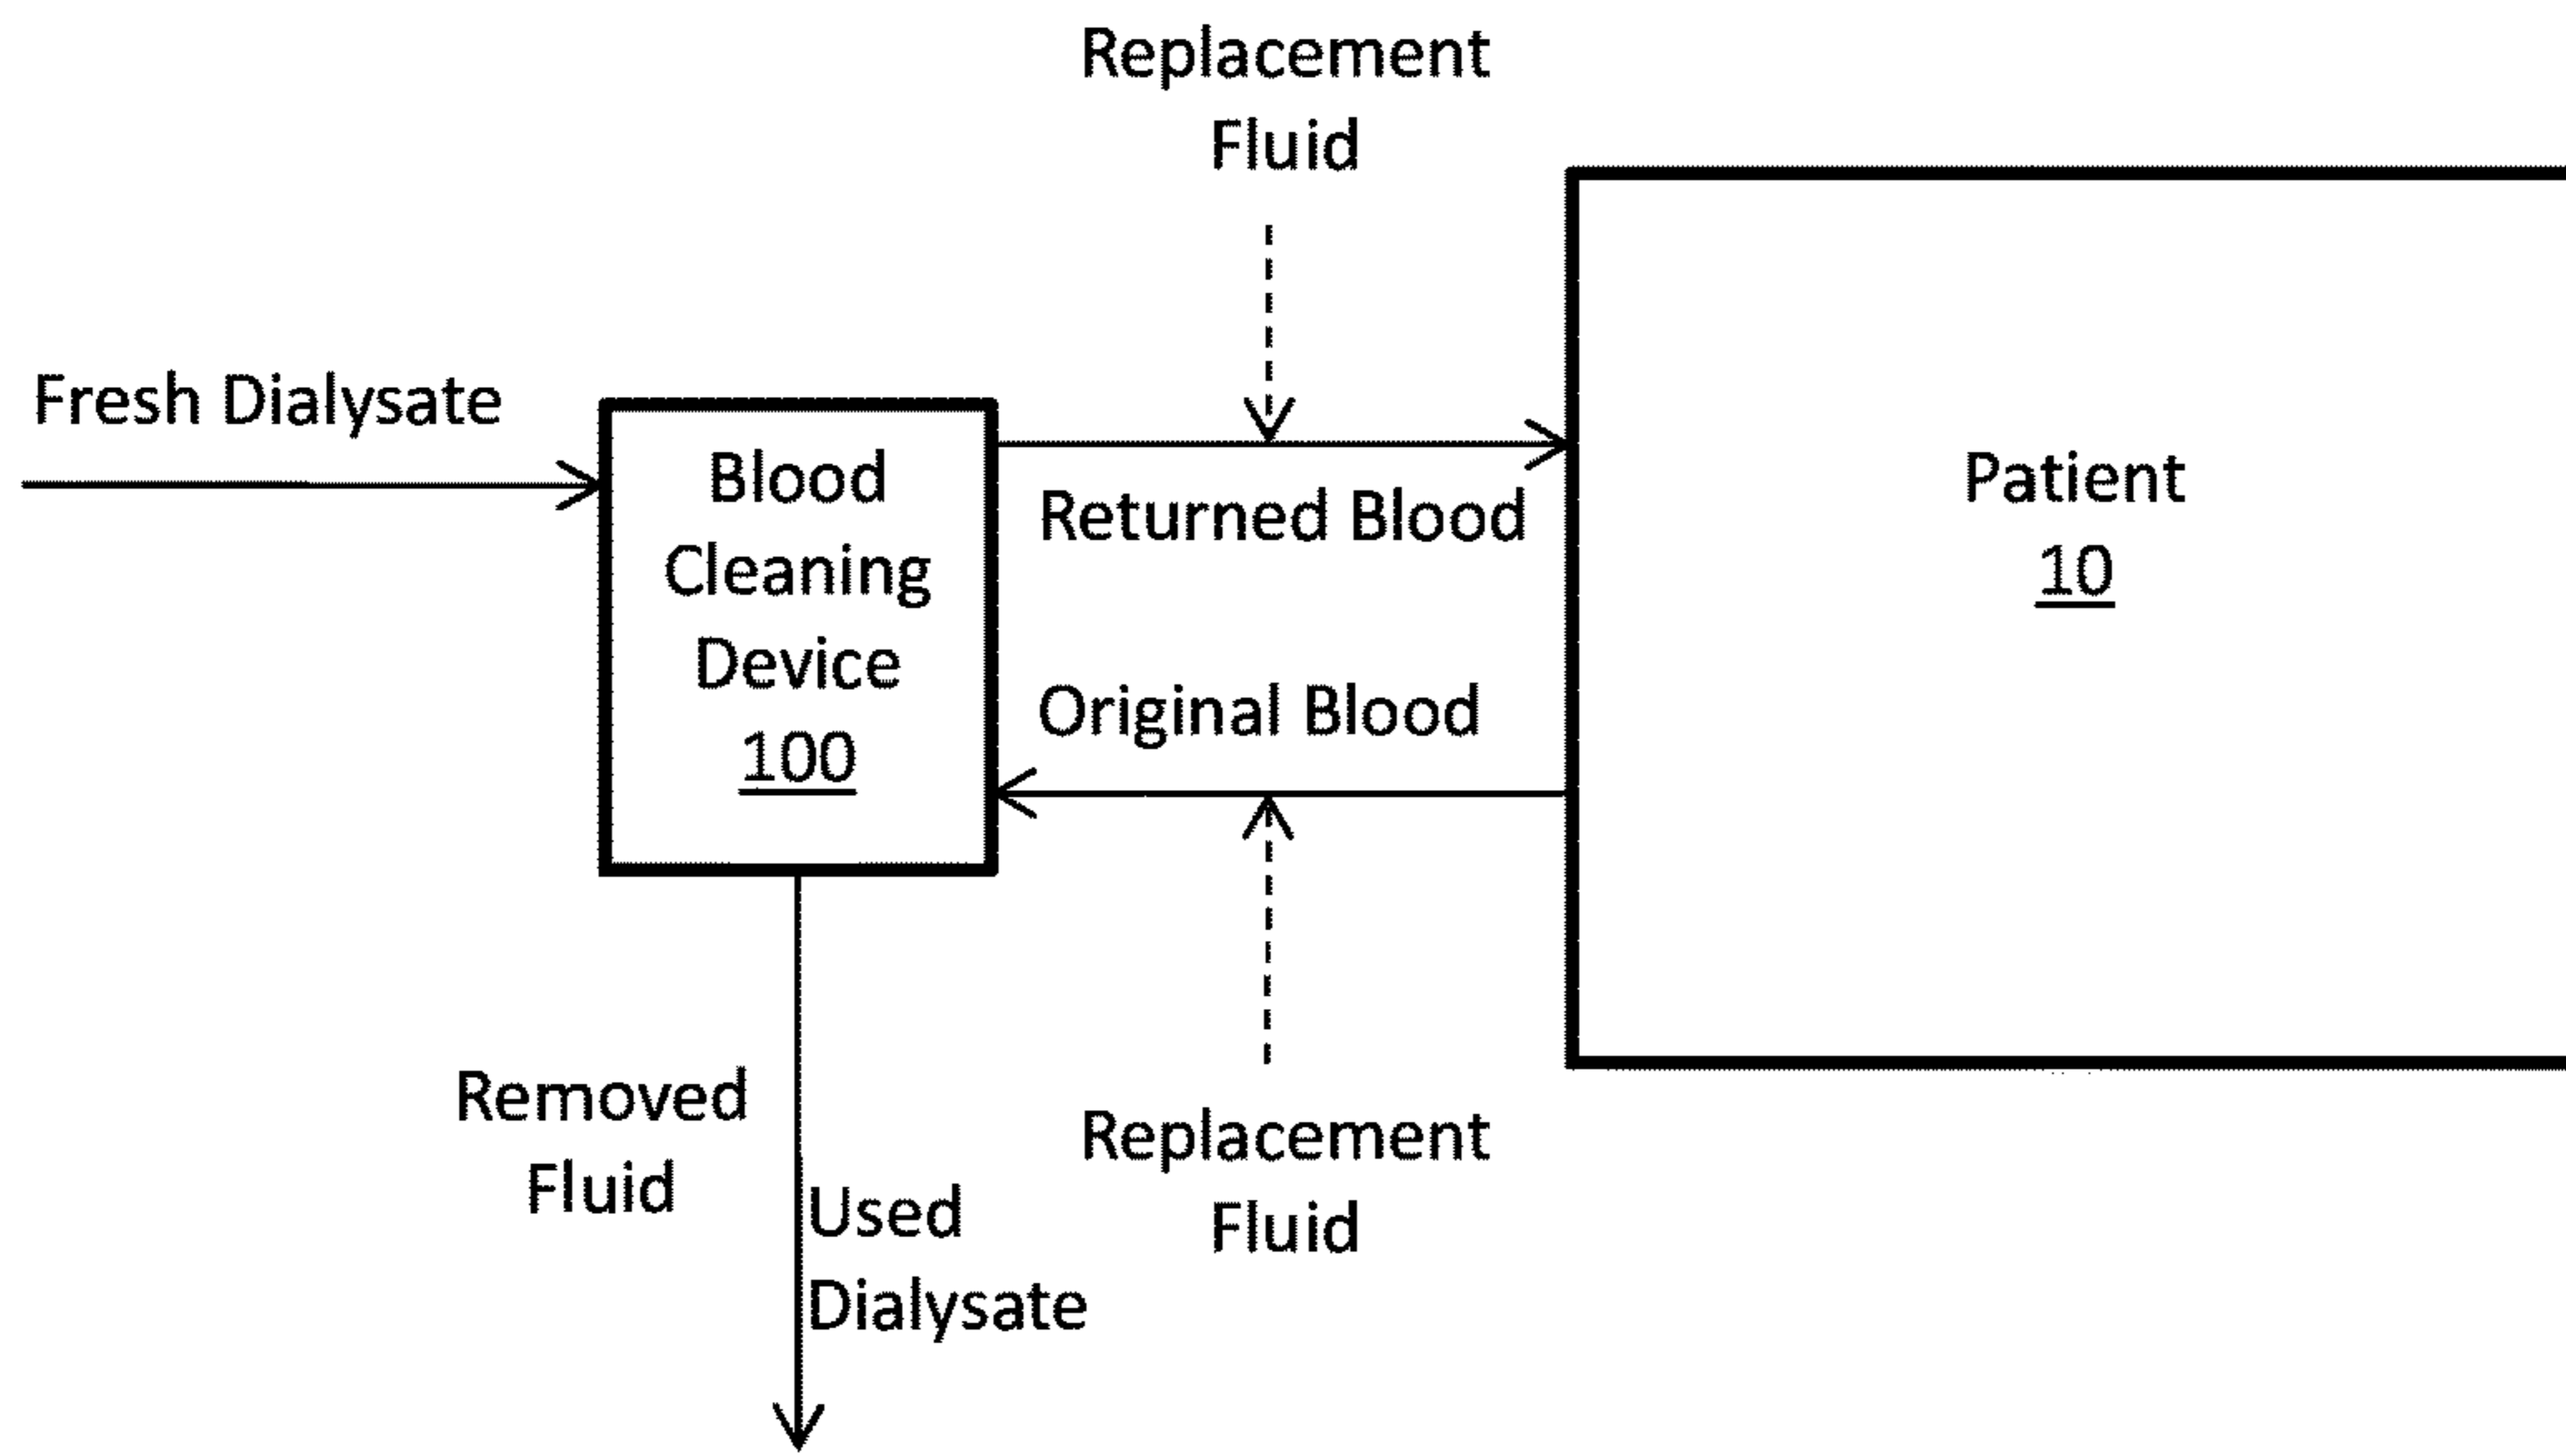 Replacement
Fluid
Fresh Dialysate
Blood
Cleaning
Device
100
Returned Blood
Original Blood
Patient
10
Removed
Fluid
Used
Dialysate
Replacement
Fluid